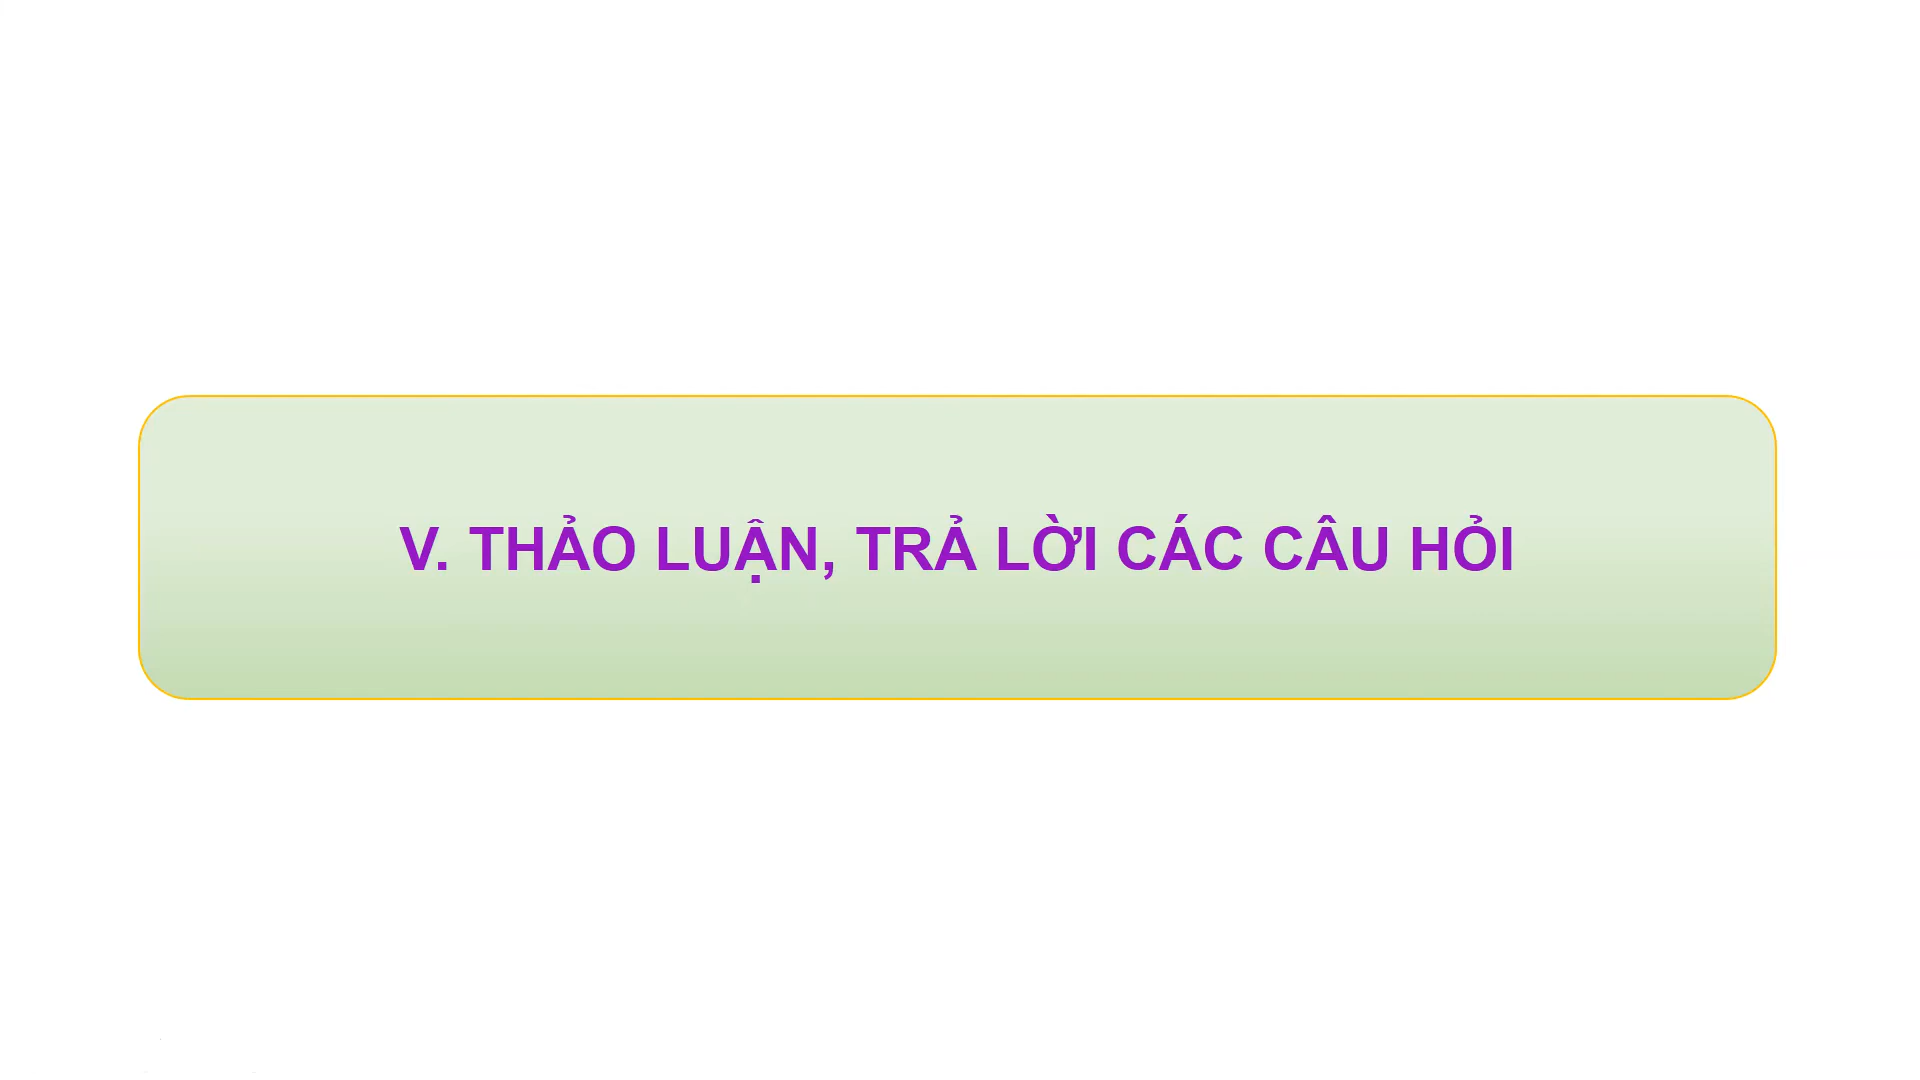 V. THẢO LUẬN, TRẢ LỜI CÁC CÂU HỎI